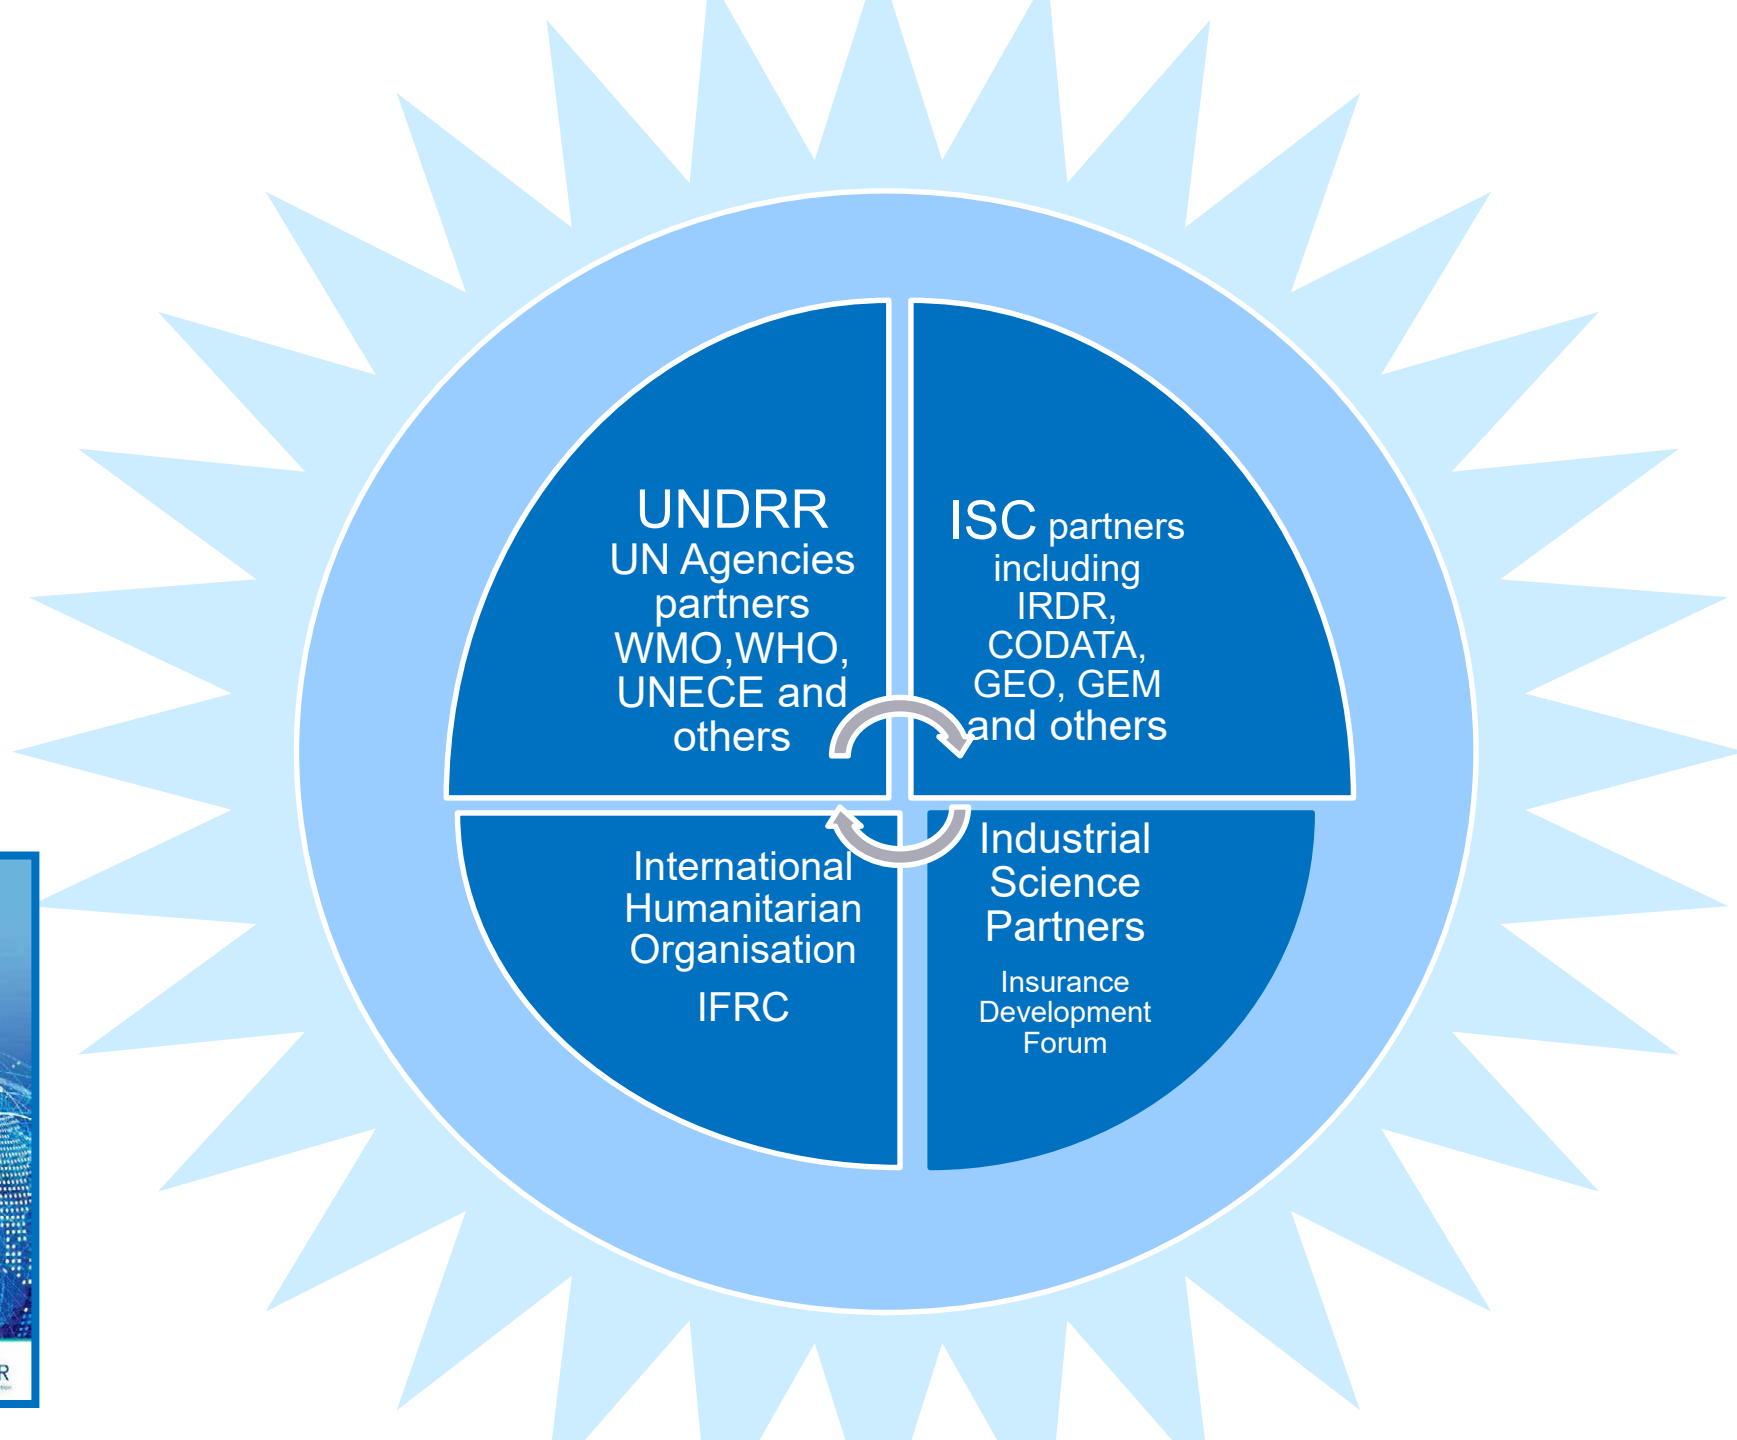 UNDRR
UN Agencies
partners
WMO,WHO,
UNECE and
others
ISC partners
including
IRDR,
CODATA,
GEO, GEM
and others
International
Humanitarian
Organisation
IFRC
Industrial
Science
Partners
Insurance
Development
Forum
R